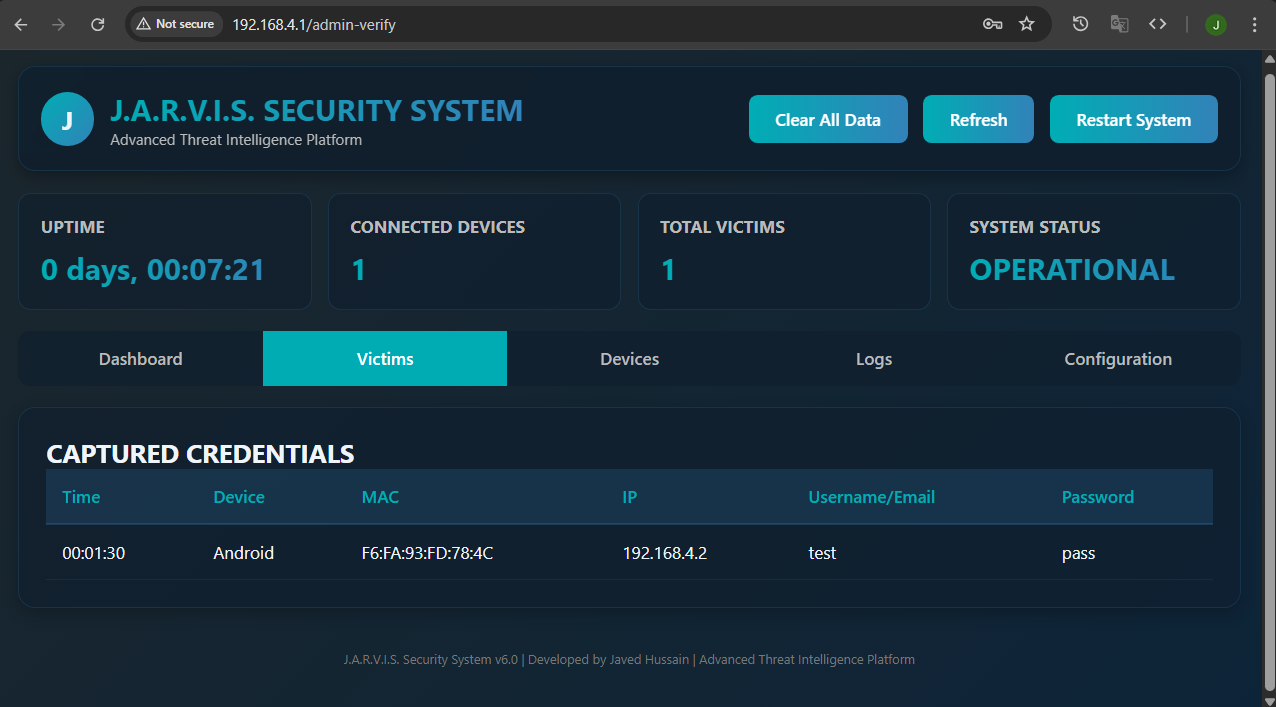 Not secure 192.168.4.1/admin-verify J
J J.A.R.V.I.S. SECURITY SYSTEM
Advanced Threat Intelligence Platform
Clear All Data Refresh Restart System
UPTIME CONNECTED DEVICES TOTAL VICTIMS SYSTEM STATUS
0 days, 00:07:21 1 1 OPERATIONAL
Dashboard Victims Devices Logs Configuration
CAPTURED CREDENTIALS
Time Device MAC IP Username/Email Password
00:01:30 Android F6:FA:93:FD:78:4C 192.168.4.2 test pass
J.A.R.V.I.S. Security System v6.0 | Developed by Javed Hussain | Advanced Threat Intelligence Platform